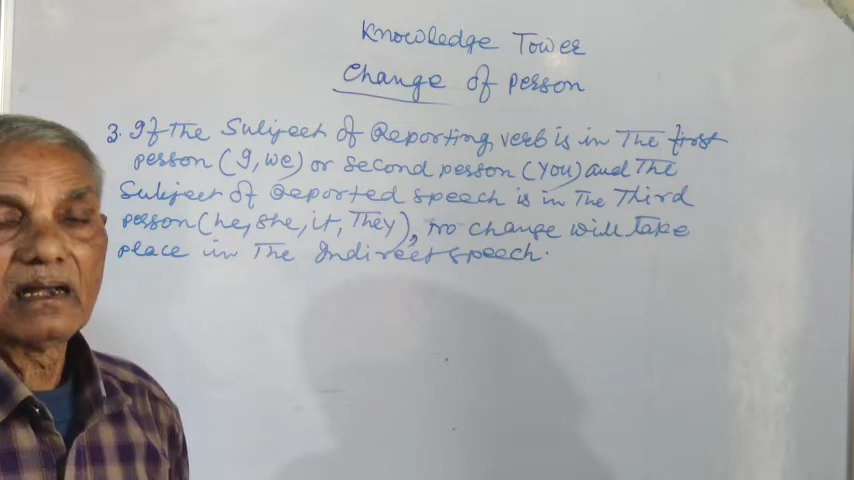 Knowledge Tower
Change of person
3. If the Subject of Reporting verb is in The first
person (I, we) or second person (You) and The
Subject of Reported speech is in The Third
person (he, she, it, They), no change will take
place in The Indirect speech.